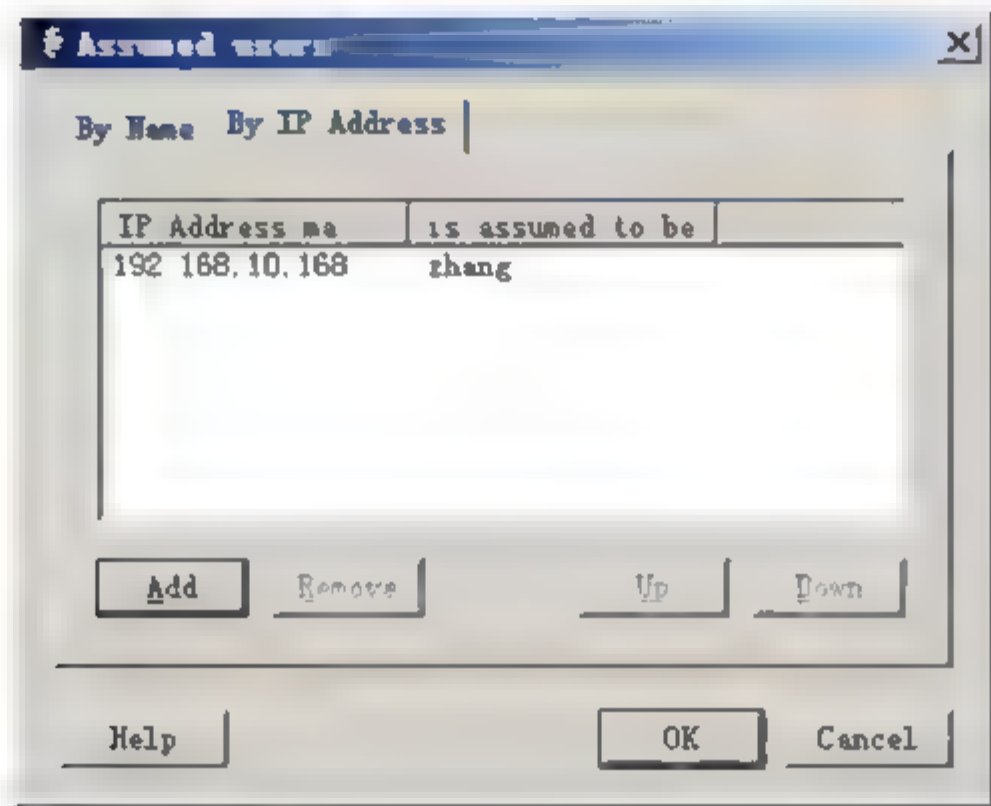 Assumed users
By Name By IP Address
IP Address ma is assumed to be
192 168.10.168 zhang
Add Remove Up Down
Help OK Cancel